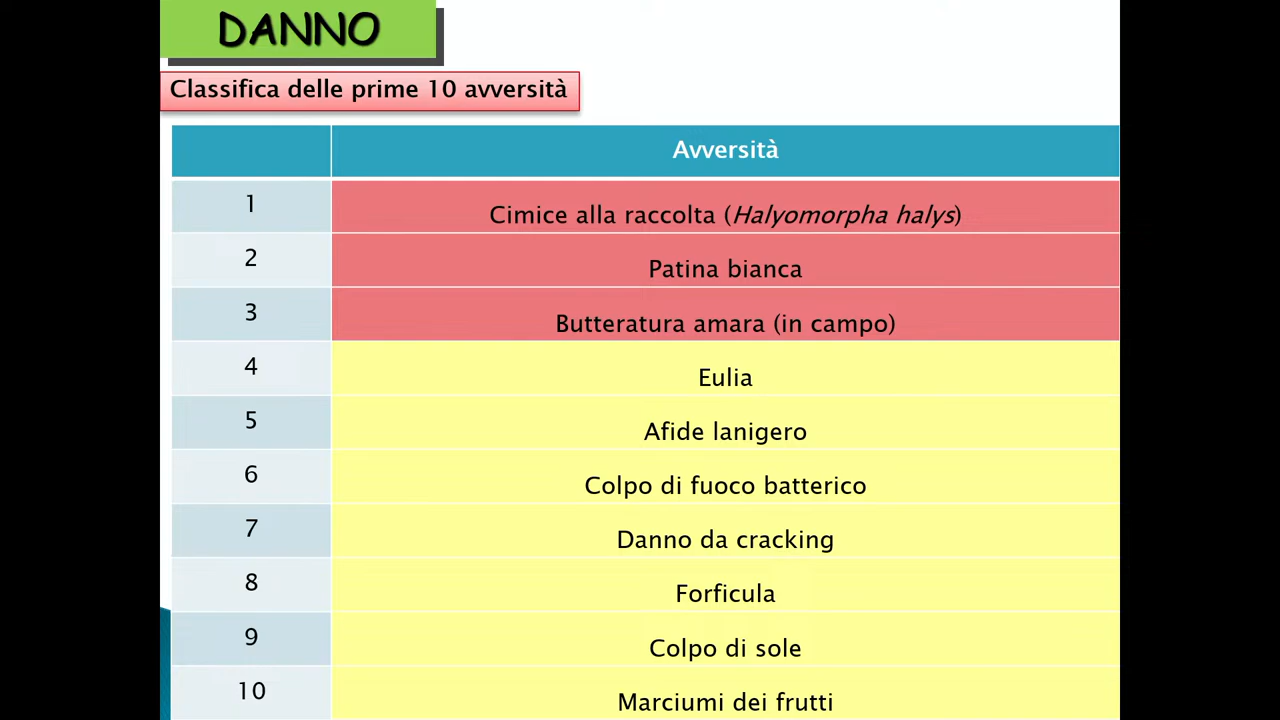 DANNO
Classifica delle prime 10 avversità
Avversità
1 Cimice alla raccolta (Halyomorpha halys)
2 Patina bianca
3 Butteratura amara (in campo)
4 Eulia
5 Afide lanigero
6 Colpo di fuoco batterico
7 Danno da cracking
8 Forficula
9 Colpo di sole
10 Marciumi dei frutti